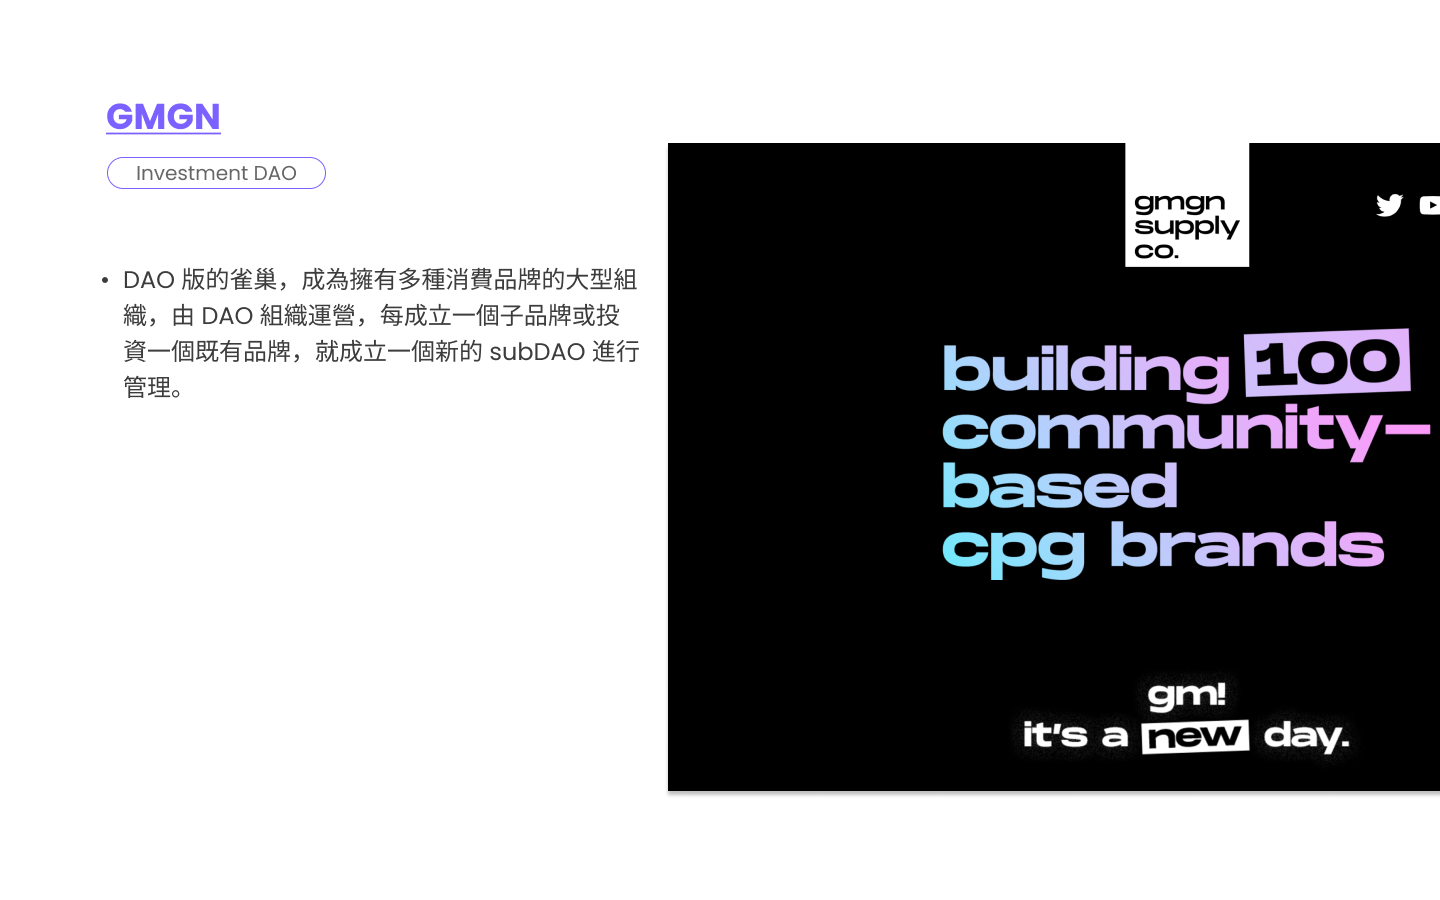 GMGN
Investment DAO
• DAO 版的雀巢，成為擁有多種消費品牌的大型組
織，由 DAO 組織運營，每成立一個子品牌或投
資一個既有品牌，就成立一個新的 subDAO 進行
管理。
gmgn
supply
co.
building 100
community-
based
cpg brands
gm!
it's a new day.